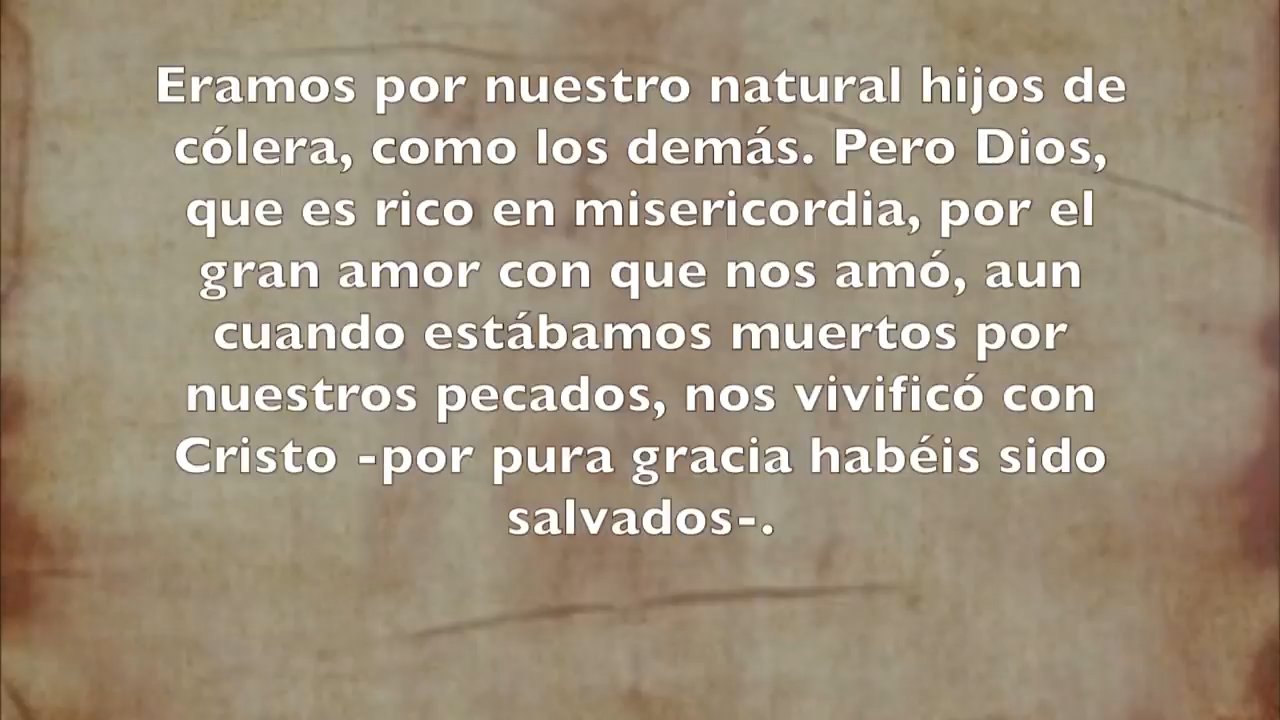 Eramos por nuestro natural hijos de
cólera, como los demás. Pero Dios,
que es rico en misericordia, por el
gran amor con que nos amó, aun
cuando estábamos muertos por
nuestros pecados, nos vivificó con
Cristo -por pura gracia habéis sido
salvados-.